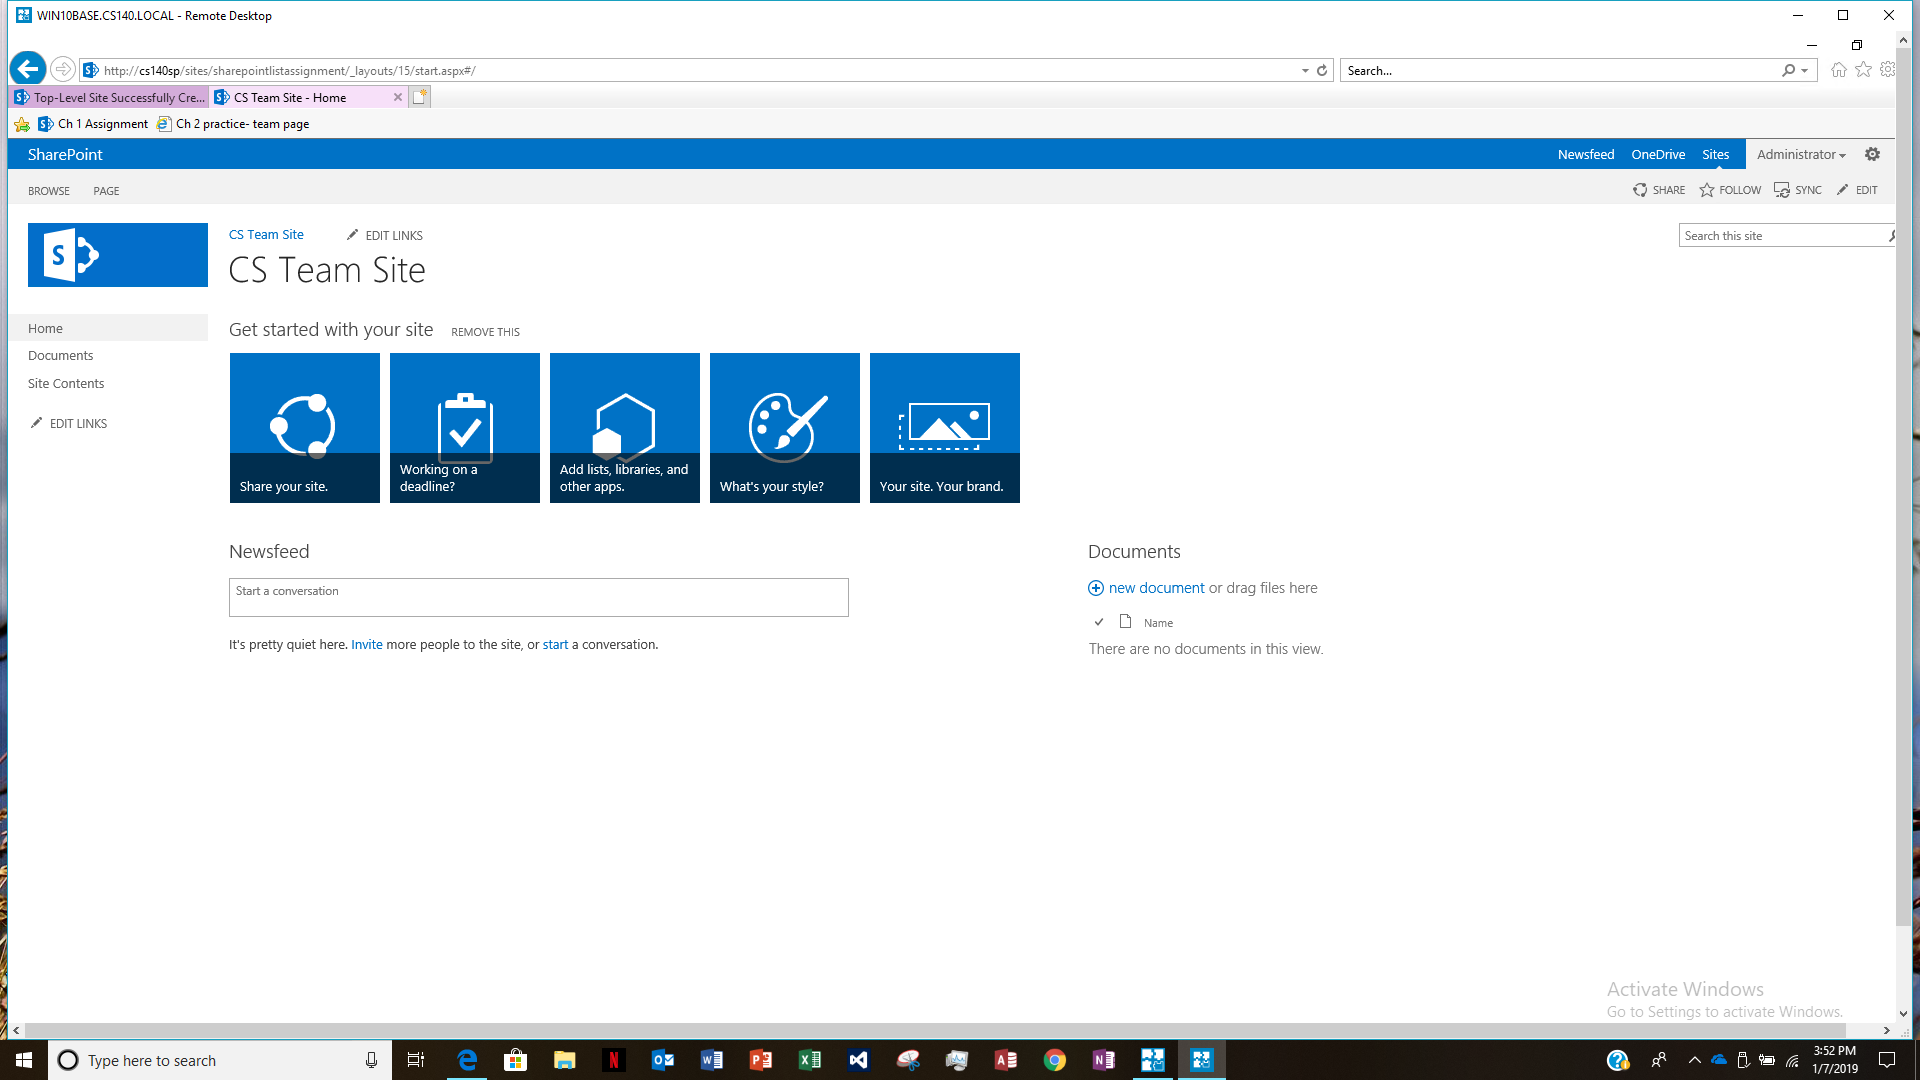 WIN10BASE.CS140.LOCAL - Remote Desktop
http://cs140sp/sites/sharepointlistassignment/_layouts/15/start.aspx#/
Search...
Top-Level Site Successfully Cre...
CS Team Site - Home
Ch 1 Assignment
Ch 2 practice- team page
SharePoint
Newsfeed
OneDrive
Sites
Administrator
BROWSE
PAGE
SHARE
FOLLOW
SYNC
EDIT
S
CS Team Site
EDIT LINKS
Search this site
CS Team Site
Home
Documents
Site Contents
EDIT LINKS
Get started with your site
REMOVE THIS
Share your site.
Working on a
deadline?
Add lists, libraries, and
other apps.
What's your style?
Your site. Your brand.
Newsfeed
Start a conversation
It's pretty quiet here. Invite more people to the site, or start a conversation.
Documents
new document or drag files here
Name
There are no documents in this view.
Activate Windows
Go to Settings to activate Windows.
Type here to search
3:52 PM
1/7/2019